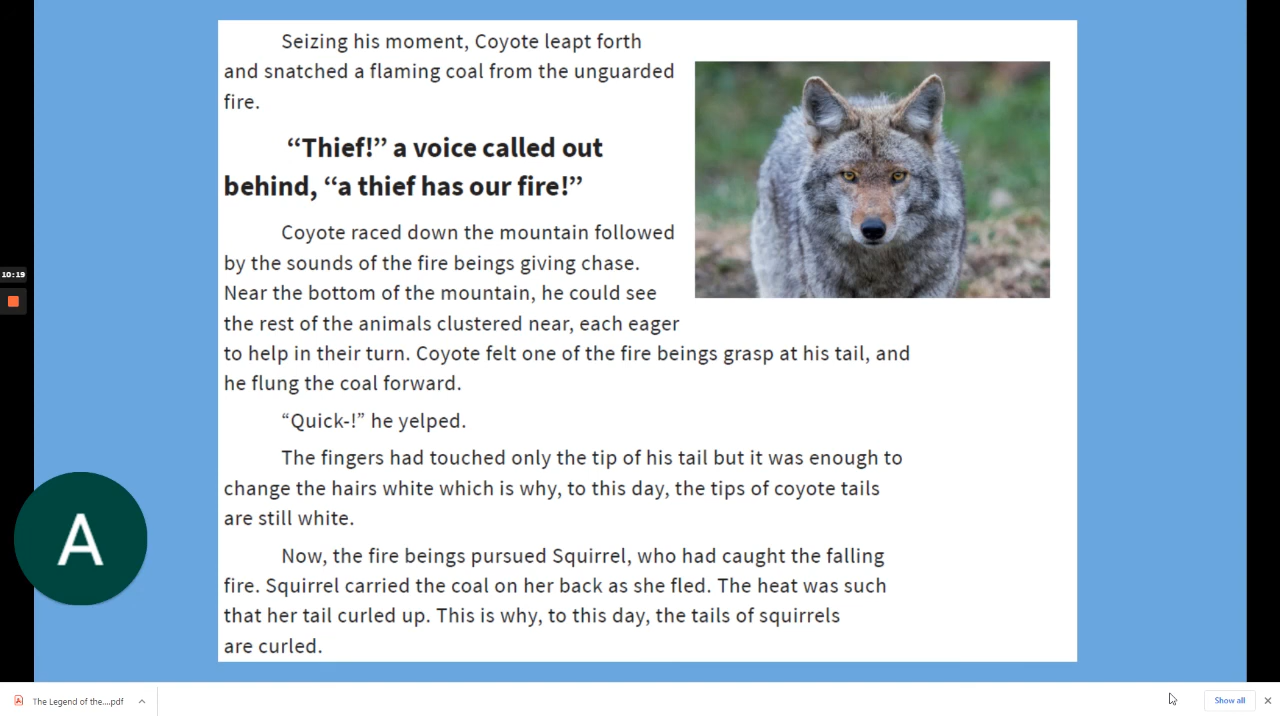 Seizing his moment, Coyote leapt forth
and snatched a flaming coal from the unguarded
fire.
“Thief!” a voice called out
behind, “a thief has our fire!”
Coyote raced down the mountain followed
by the sounds of the fire beings giving chase.
Near the bottom of the mountain, he could see
the rest of the animals clustered near, each eager
to help in their turn. Coyote felt one of the fire beings grasp at his tail, and
he flung the coal forward.
“Quick-!” he yelped.
The fingers had touched only the tip of his tail but it was enough to
change the hairs white which is why, to this day, the tips of coyote tails
are still white.
Now, the fire beings pursued Squirrel, who had caught the falling
fire. Squirrel carried the coal on her back as she fled. The heat was such
that her tail curled up. This is why, to this day, the tails of squirrels
are curled.
10:19
A
The Legend of the....pdf
Show all